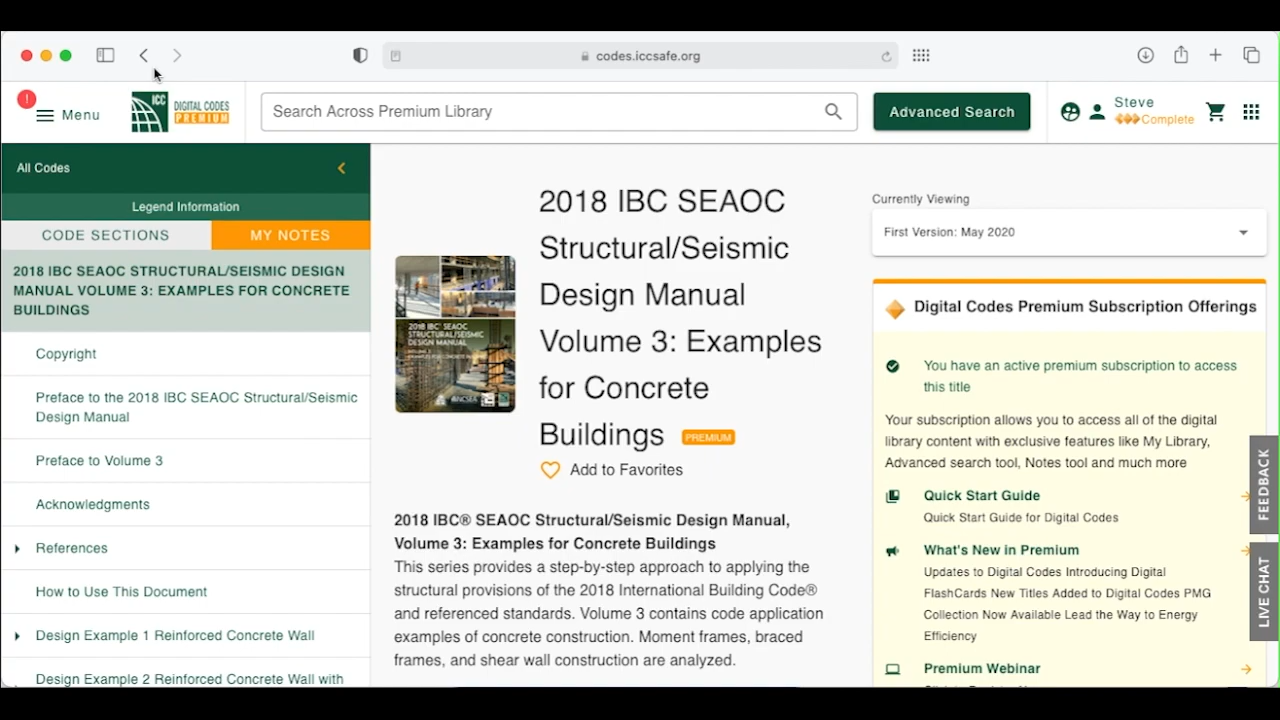 codes.iccsafe.org
!
Menu
ICC
DIGITAL CODES
PREMIUM
Search Across Premium Library
Advanced Search
Steve
Complete
All Codes
Legend Information
CODE SECTIONS
MY NOTES
2018 IBC SEAOC STRUCTURAL/SEISMIC DESIGN
MANUAL VOLUME 3: EXAMPLES FOR CONCRETE
BUILDINGS
Copyright
Preface to the 2018 IBC SEAOC Structural/Seismic
Design Manual
Preface to Volume 3
Acknowledgments
References
How to Use This Document
Design Example 1 Reinforced Concrete Wall
Design Example 2 Reinforced Concrete Wall with
2018 IBC SEAOC
STRUCTURAL/SEISMIC
DESIGN MANUAL
2018 IBC SEAOC
Structural/Seismic
Design Manual
Volume 3: Examples
for Concrete
Buildings PREMIUM
Add to Favorites
2018 IBC® SEAOC Structural/Seismic Design Manual,
Volume 3: Examples for Concrete Buildings
This series provides a step-by-step approach to applying the
structural provisions of the 2018 International Building Code®
and referenced standards. Volume 3 contains code application
examples of concrete construction. Moment frames, braced
frames, and shear wall construction are analyzed.
Currently Viewing
First Version: May 2020
Digital Codes Premium Subscription Offerings
You have an active premium subscription to access
this title
Your subscription allows you to access all of the digital
library content with exclusive features like My Library,
Advanced search tool, Notes tool and much more
Quick Start Guide
Quick Start Guide for Digital Codes
What's New in Premium
Updates to Digital Codes Introducing Digital
FlashCards New Titles Added to Digital Codes PMG
Collection Now Available Lead the Way to Energy
Efficiency
Premium Webinar
FEEDBACK
LIVE CHAT